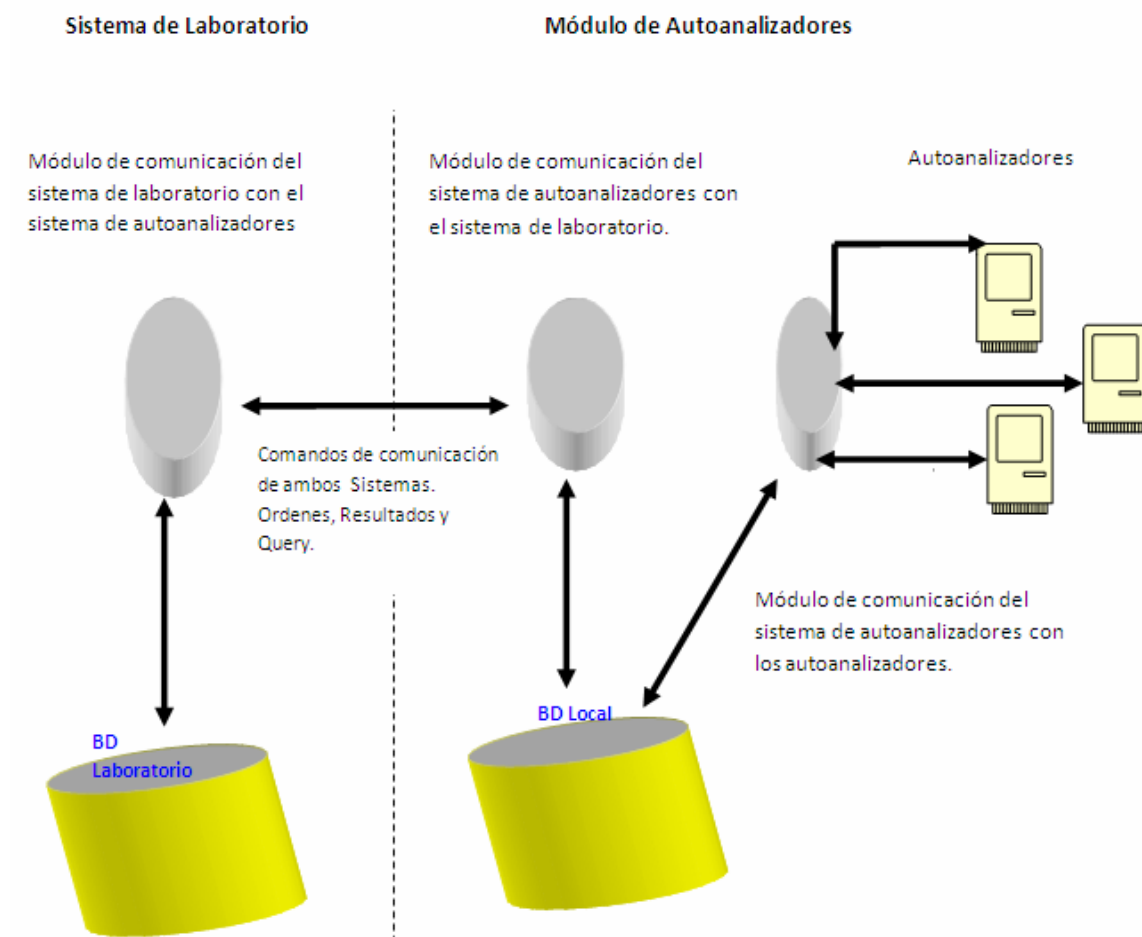 Sistema de Laboratorio
Módulo de Autoanalizadores
Módulo de comunicación del
sistema de laboratorio con el
sistema de autoanalizadores
Módulo de comunicación del
sistema de autoanalizadores con
el sistema de laboratorio.
Autoanalizadores
Comandos de comunicación
de ambos Sistemas.
Ordenes, Resultados y
Query.
Módulo de comunicación del
sistema de autoanalizadores con
los autoanalizadores.
BD
Laboratorio
BD Local